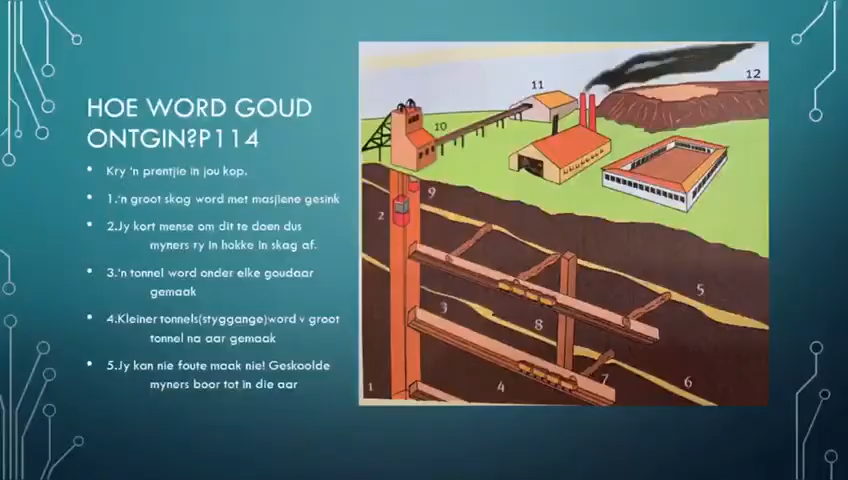 HOE WORD GOUD
ONTGIN?P114
Kry 'n prentjie in jou kop.
1.'n groot skag word met masjiene gesink
2.Jy kort mense om dit te doen dus
myners ry in hokke in skag af.
3.'n tonnel word onder elke goudaar
gemaak
4.Kleiner tonnels(styggange)word v groot
tonnel na aar gemaak
5.Jy kan nie foute maak nie! Geskoolde
myners boor tot in die aar
11
12
10
9
2
5
3
8
7
6
4
1